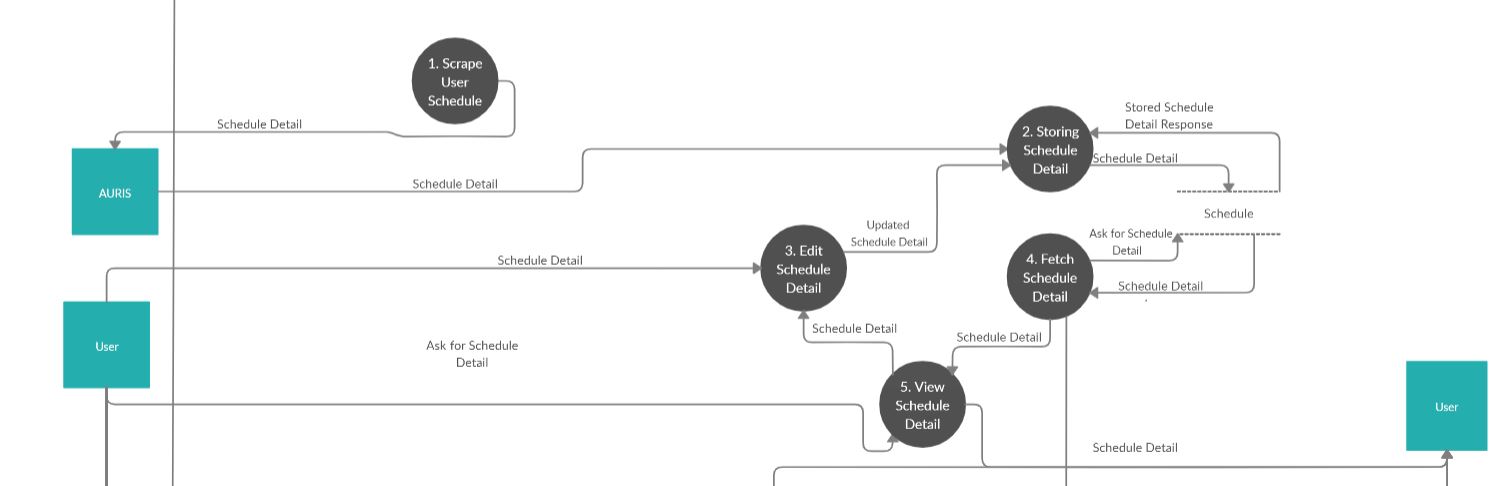 1. Scrape
User
Schedule
Schedule Detail
AURIS
Schedule Detail
2. Storing
Schedule
Detail
Stored Schedule
Detail Response
Schedule Detail
Schedule
Updated
Schedule Detail
3. Edit
Schedule
Detail
Schedule Detail
4. Fetch
Schedule
Detail
Ask for Schedule
Detail
Schedule Detail
User
Ask for Schedule
Detail
Schedule Detail
Schedule Detail
5. View
Schedule
Detail
User
Schedule Detail